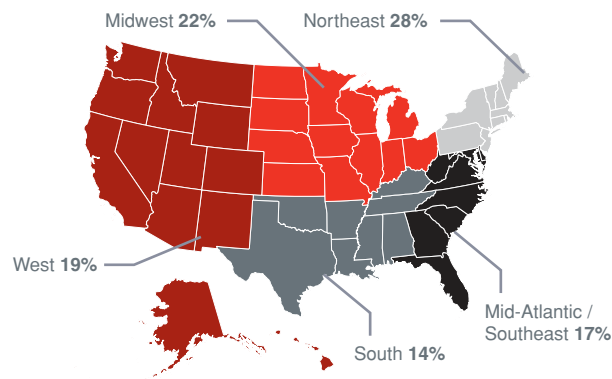 Midwest 22%
Northeast 28%
West 19%
Mid-Atlantic /
Southeast 17%
South 14%